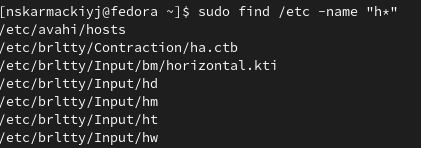 [nskarmackiyj@fedora ~]$ sudo find /etc -name "h*"
/etc/avahi/hosts
/etc/brltty/Contraction/ha.ctb
/etc/brltty/Input/bm/horizontal.kti
/etc/brltty/Input/hd
/etc/brltty/Input/hm
/etc/brltty/Input/ht
/etc/brltty/Input/hw